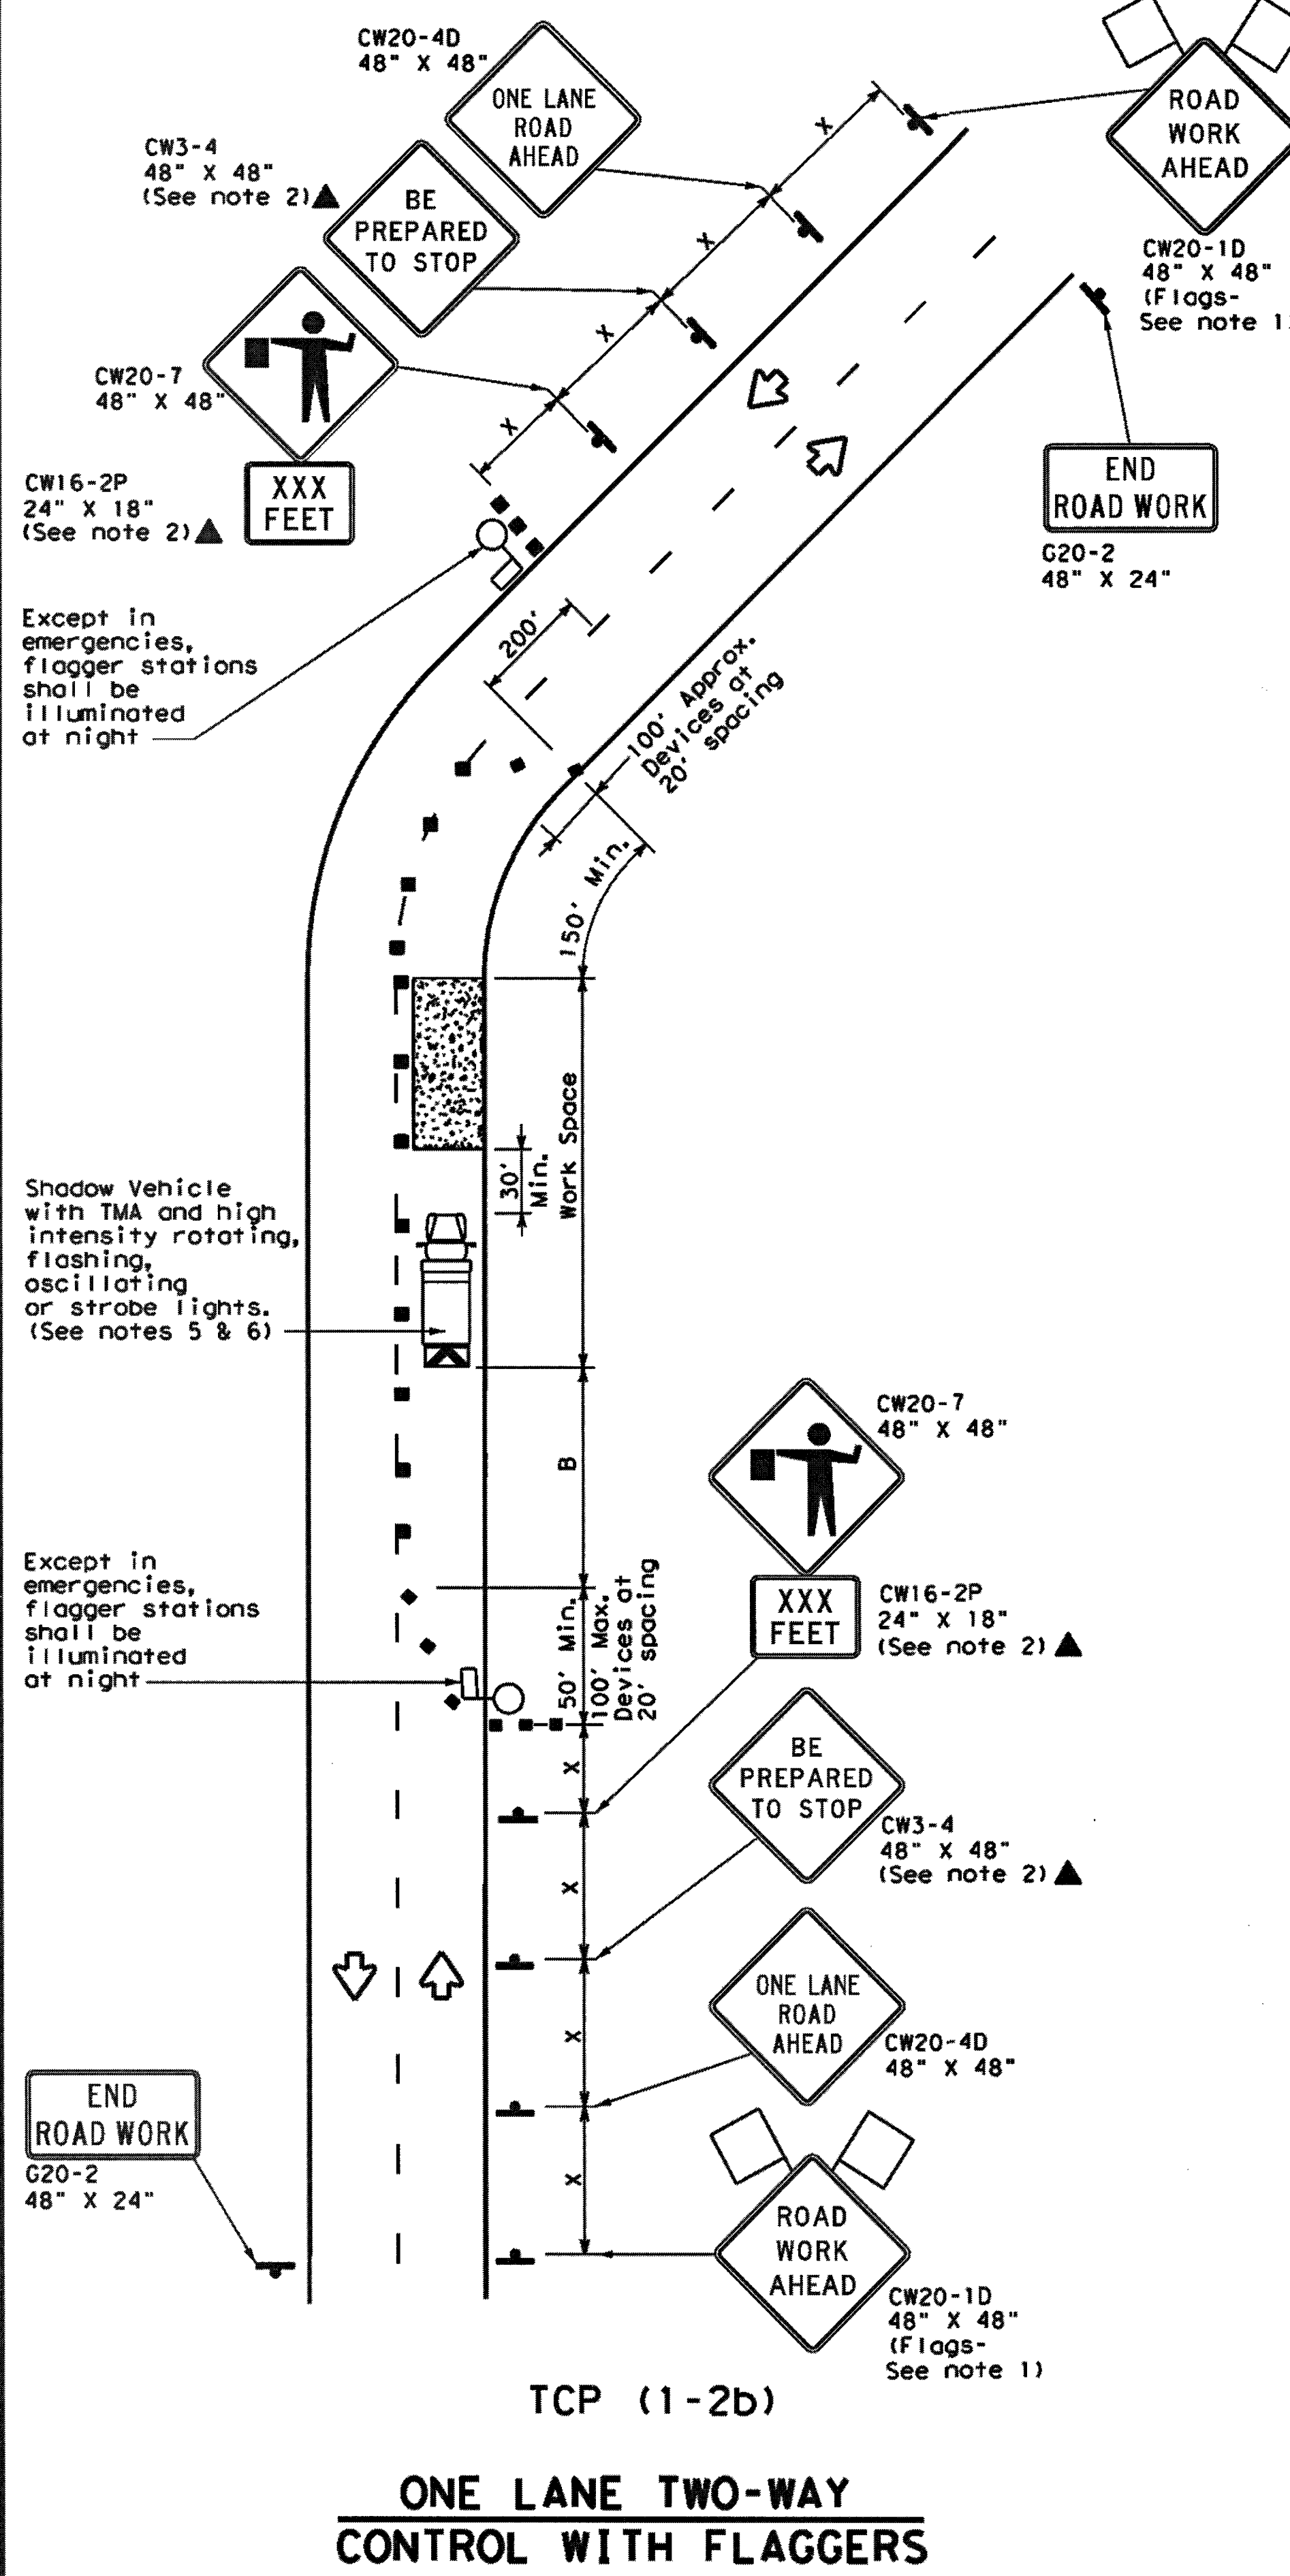 CW20-4D
48" X 48"
ONE LANE
ROAD
AHEAD
X
ROAD
WORK
AHEAD
CW3-4
48" X 48"
(See note 2)
BE
PREPARED
TO STOP
X
CW20-1D
48" X 48"
(Flags-
See note 1)
X
CW20-7
48" X 48"
X
CW16-2P
24" X 18"
(See note 2)
XXX
FEET
END
ROAD WORK
G20-2
48" X 24"
Except in
emergencies,
flagger stations
shall be
illuminated
at night
200'
100' Approx.
Devices at
20' spacing
150' Min.
Work Space
30'
Min.
Shadow Vehicle
with TMA and high
intensity rotating,
flashing,
oscillating
or strobe lights.
(See notes 5 & 6)
B
CW20-7
48" X 48"
Except in
emergencies,
flagger stations
shall be
illuminated
at night
50' Min.
100' Max.
Devices at
20' spacing
XXX
FEET
CW16-2P
24" X 18"
(See note 2)
X
BE
PREPARED
TO STOP
CW3-4
48" X 48"
(See note 2)
X
ONE LANE
ROAD
AHEAD
CW20-4D
48" X 48"
X
END
ROAD WORK
G20-2
48" X 24"
X
ROAD
WORK
AHEAD
CW20-1D
48" X 48"
(Flags-
See note 1)
TCP (1-2b)
ONE LANE TWO-WAY
CONTROL WITH FLAGGERS